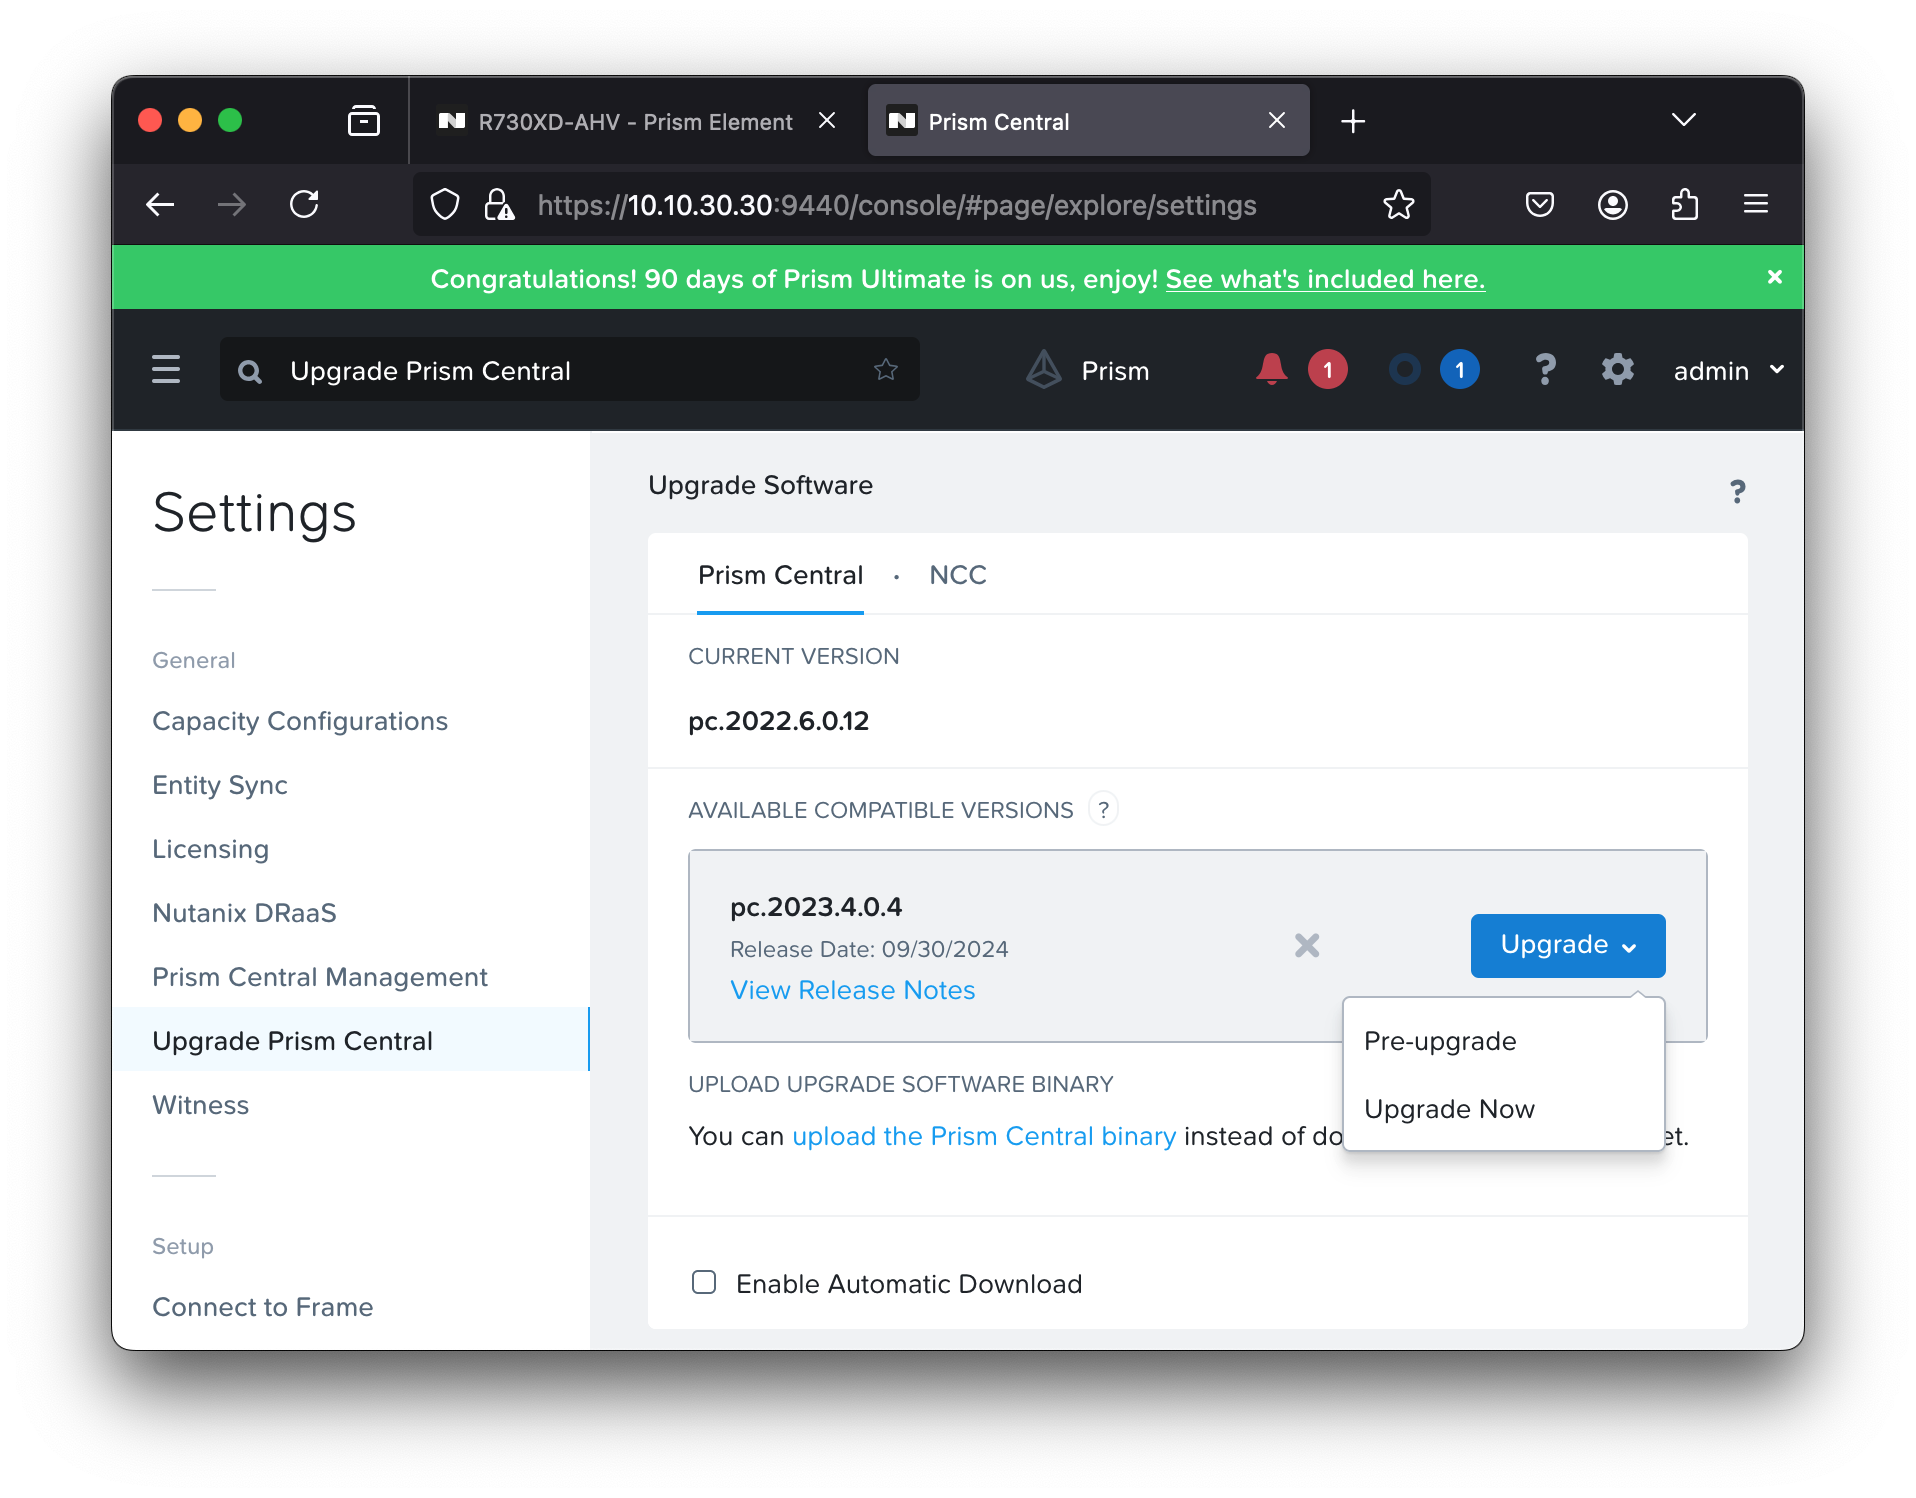 R730XD-AHV - Prism Element
Prism Central
https://10.10.30.30:9440/console/#page/explore/settings
Congratulations! 90 days of Prism Ultimate is on us, enjoy! See what's included here.
Upgrade Prism Central
Prism
1
1
?
admin
Settings
General
Capacity Configurations
Entity Sync
Licensing
Nutanix DRaaS
Prism Central Management
Upgrade Prism Central
Witness
Setup
Connect to Frame
Upgrade Software
?
Prism Central · NCC
CURRENT VERSION
pc.2022.6.0.12
AVAILABLE COMPATIBLE VERSIONS ?
pc.2023.4.0.4
Release Date: 09/30/2024
View Release Notes
Upgrade
Pre-upgrade
Upgrade Now
UPLOAD UPGRADE SOFTWARE BINARY
You can upload the Prism Central binary instead of
Enable Automatic Download